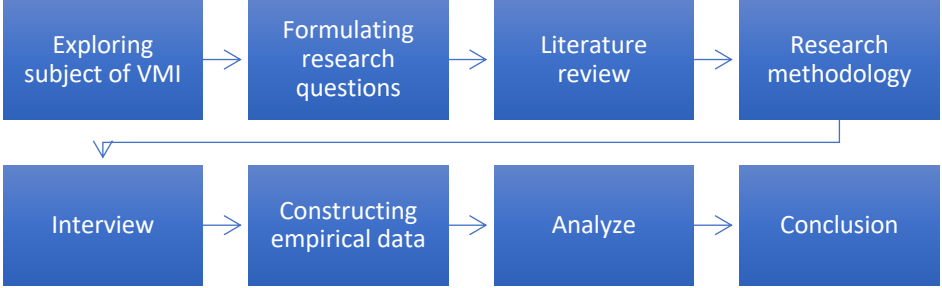 Exploring
subject of VMI
Formulating
research
questions
Literature
review
Research
methodology
Interview
Constructing
empirical data
Analyze
Conclusion